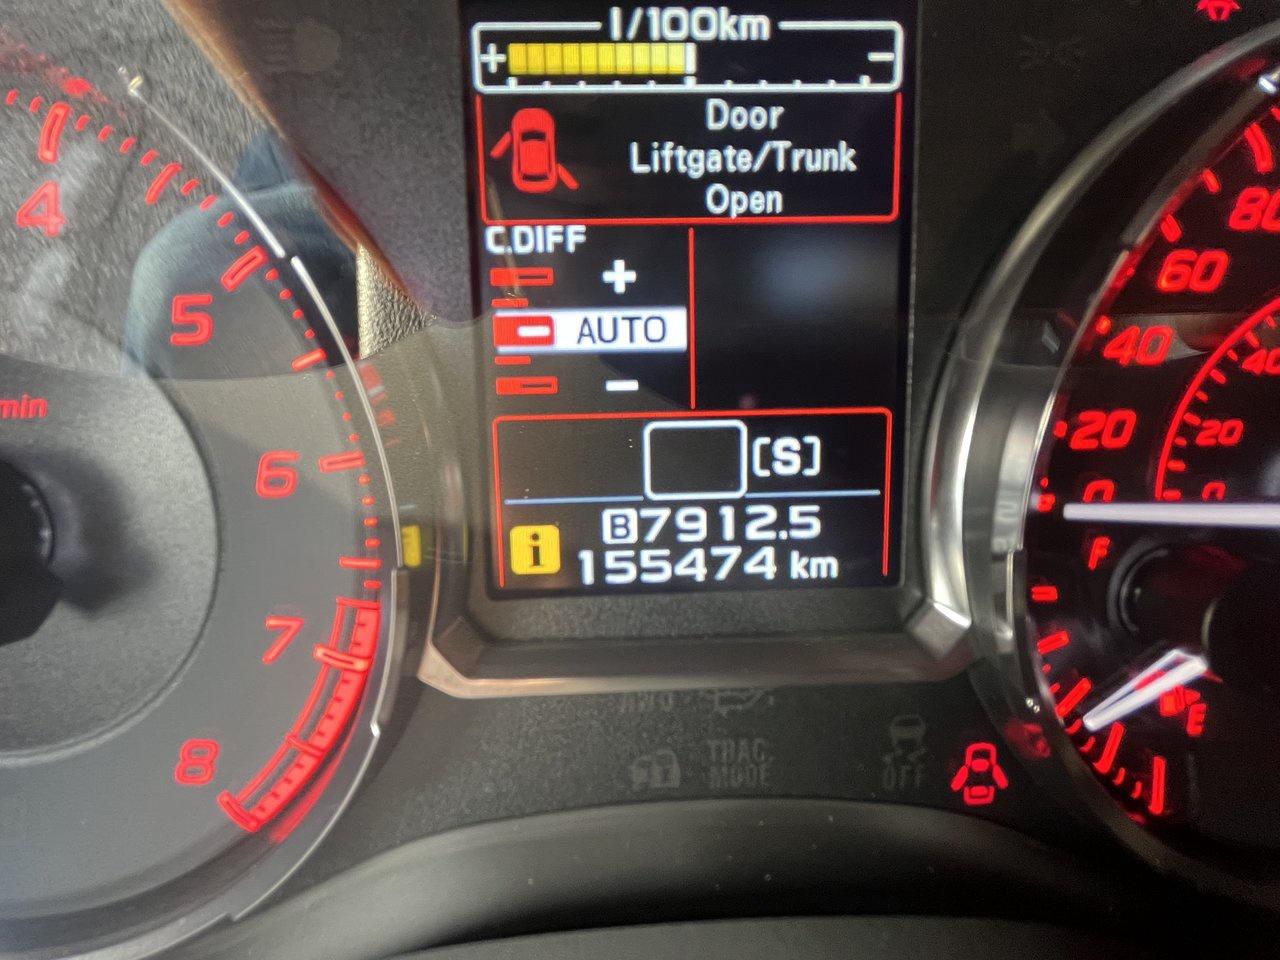 l/100km
+ −
Door
Liftgate/Trunk
Open
C.DIFF
+
AUTO
−
[S]
B7912.5
i 155474 km
4
5
6
7
8
min
80
60
40
20
0
40
20
0
F
E
TRAC
MODE
OFF